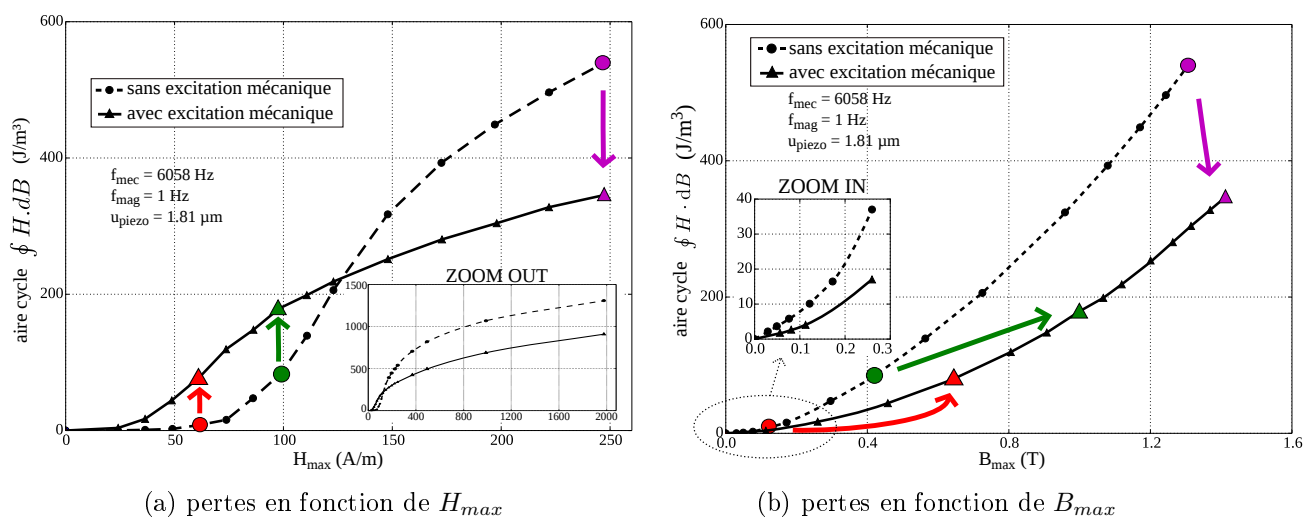 600
400
200
0
aire cycle ∮ H.dB (J/m³)
sans excitation mécanique
avec excitation mécanique
f_mec = 6058 Hz
f_mag = 1 Hz
u_piezo = 1.81 µm
ZOOM OUT
1500
1000
500
0
0 400 800 1200 1600 2000
0 50 100 150 200 250
H_max (A/m)
(a) pertes en fonction de H_max
600
400
200
0
aire cycle ∮ H · dB (J/m³)
sans excitation mécanique
avec excitation mécanique
f_mec = 6058 Hz
f_mag = 1 Hz
u_piezo = 1.81 µm
ZOOM IN
40
30
20
10
0
0.0 0.1 0.2 0.3
0.0 0.4 0.8 1.2 1.6
B_max (T)
(b) pertes en fonction de B_max